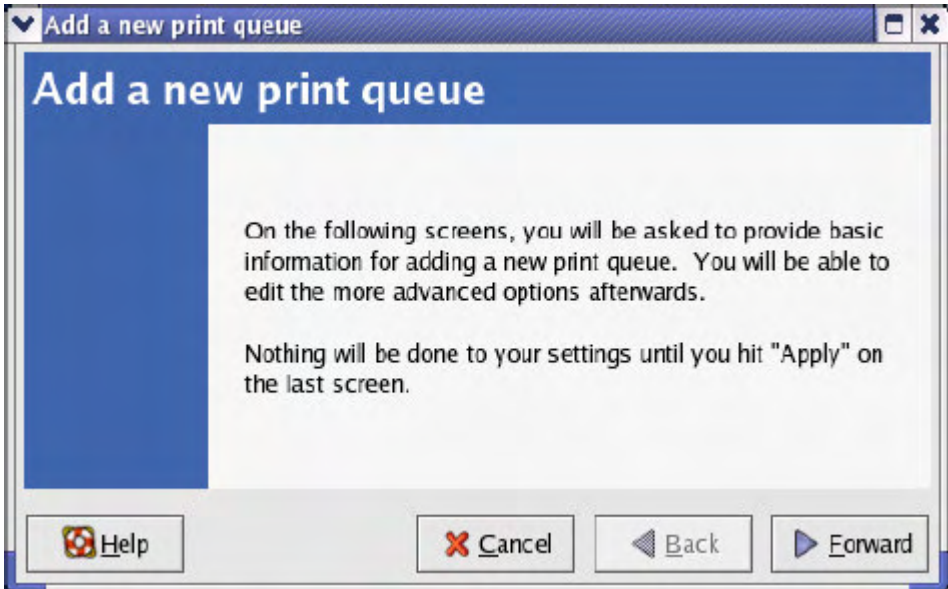 Add a new print queue
Add a new print queue
On the following screens, you will be asked to provide basic
information for adding a new print queue. You will be able to
edit the more advanced options afterwards.
Nothing will be done to your settings until you hit "Apply" on
the last screen.
Help
Cancel
Back
Forward